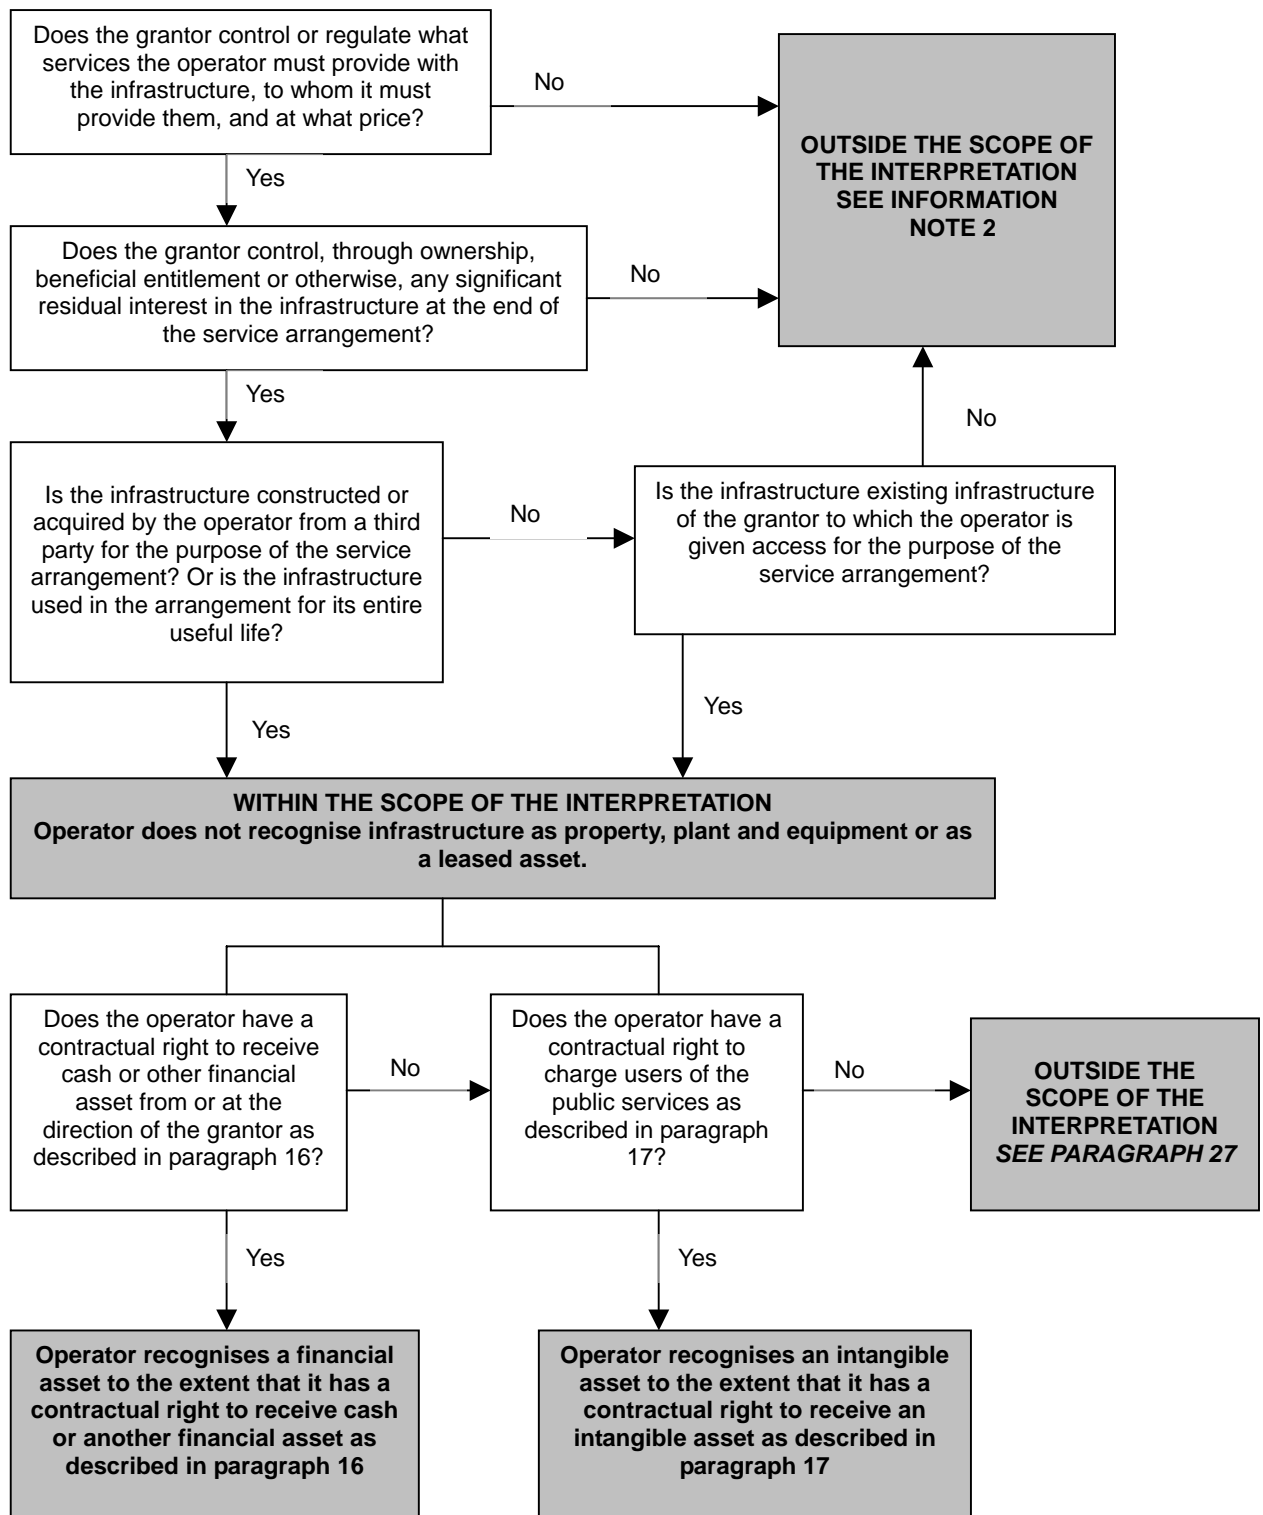 Does the grantor control or regulate what
services the operator must provide with
the infrastructure, to whom it must
provide them, and at what price?
No
OUTSIDE THE SCOPE OF
THE INTERPRETATION
SEE INFORMATION
NOTE 2
Yes
Does the grantor control, through ownership,
beneficial entitlement or otherwise, any significant
residual interest in the infrastructure at the end of
the service arrangement?
No
Yes
No
Is the infrastructure constructed or
acquired by the operator from a third
party for the purpose of the service
arrangement? Or is the infrastructure
used in the arrangement for its entire
useful life?
No
Is the infrastructure existing infrastructure
of the grantor to which the operator is
given access for the purpose of the
service arrangement?
Yes
Yes
WITHIN THE SCOPE OF THE INTERPRETATION
Operator does not recognise infrastructure as property, plant and equipment or as
a leased asset.
Does the operator have a
contractual right to receive
cash or other financial
asset from or at the
direction of the grantor as
described in paragraph 16?
No
Does the operator have a
contractual right to
charge users of the
public services as
described in paragraph
17?
No
OUTSIDE THE
SCOPE OF THE
INTERPRETATION
SEE PARAGRAPH 27
Yes
Yes
Operator recognises a financial
asset to the extent that it has a
contractual right to receive cash
or another financial asset as
described in paragraph 16
Operator recognises an intangible
asset to the extent that it has a
contractual right to receive an
intangible asset as described in
paragraph 17